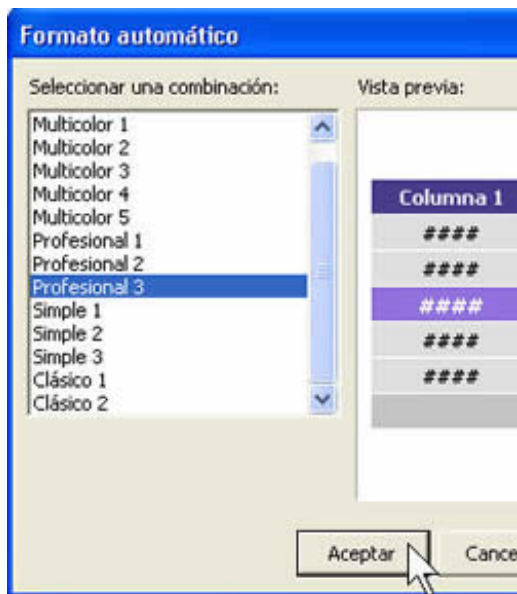 Formato automático
Seleccionar una combinación:
Vista previa:
Multicolor 1
Multicolor 2
Multicolor 3
Multicolor 4
Multicolor 5
Profesional 1
Profesional 2
Profesional 3
Simple 1
Simple 2
Simple 3
Clásico 1
Clásico 2
Columna 1
####
####
####
####
####
Aceptar
Cance